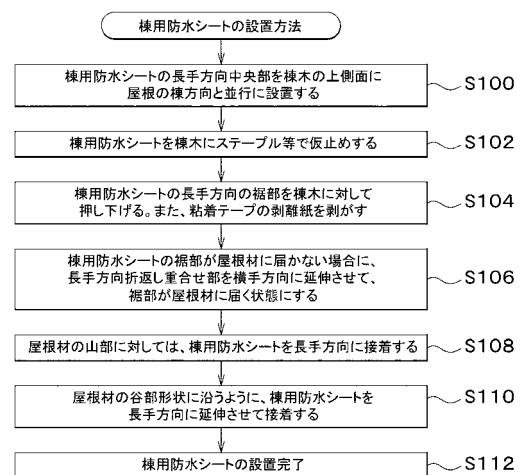 棟用防水シートの設置方法
棟用防水シートの長手方向中央部を棟木の上側面に
屋根の棟方向と並行に設置する
S100
棟用防水シートを棟木にステープル等で仮止めする
S102
棟用防水シートの長手方向の裾部を棟木に対して
押し下げる。また、粘着テープの剥離紙を剥がす
S104
棟用防水シートの裾部が屋根材に届かない場合に、
長手方向折返し重合せ部を横手方向に延伸させて、
裾部が屋根材に届く状態にする
S106
屋根材の山部に対しては、棟用防水シートを長手方向に接着する
S108
屋根材の谷部形状に沿うように、棟用防水シートを
長手方向に延伸させて接着する
S110
棟用防水シートの設置完了
S112